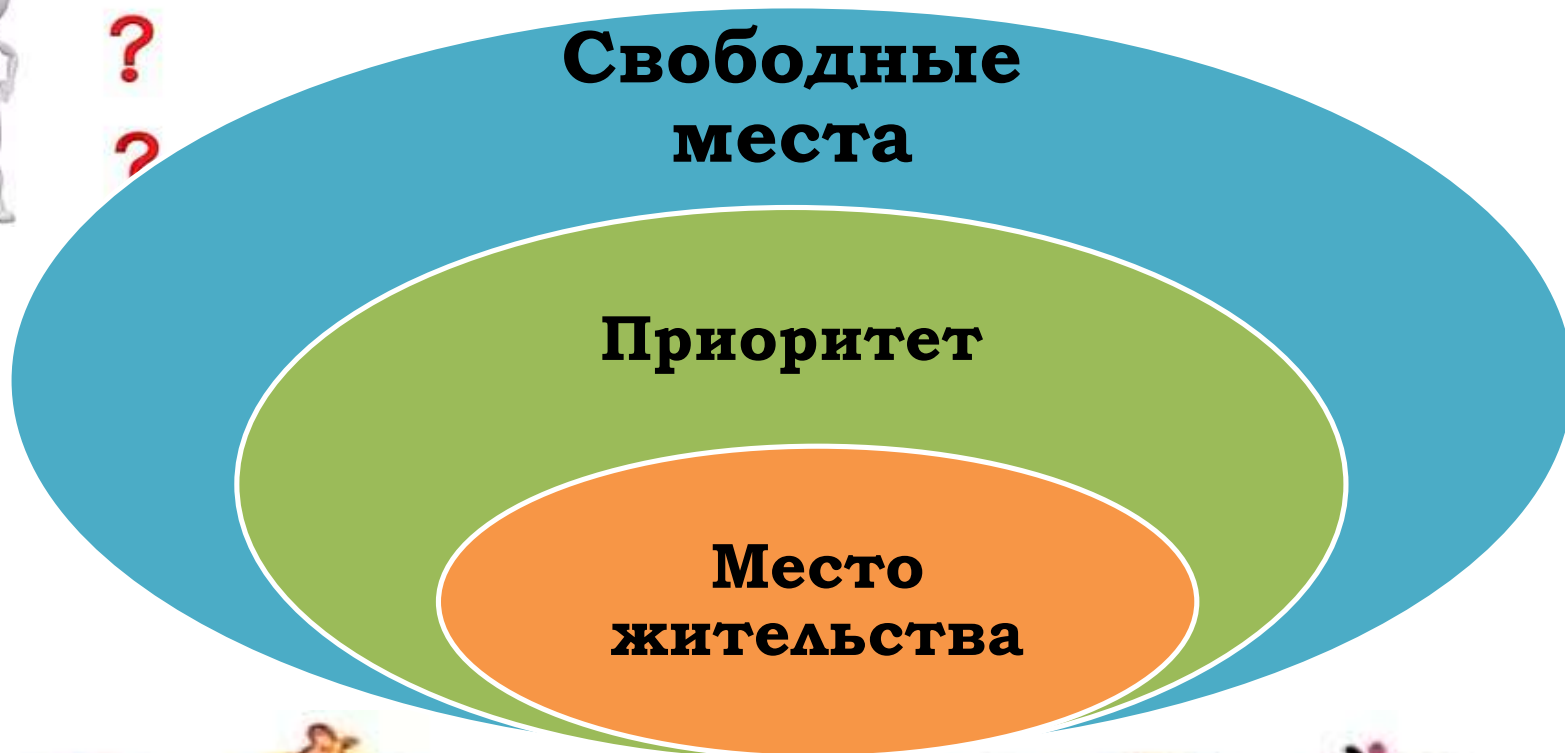 ?
?
Свободные
места
Приоритет
Место
жительства